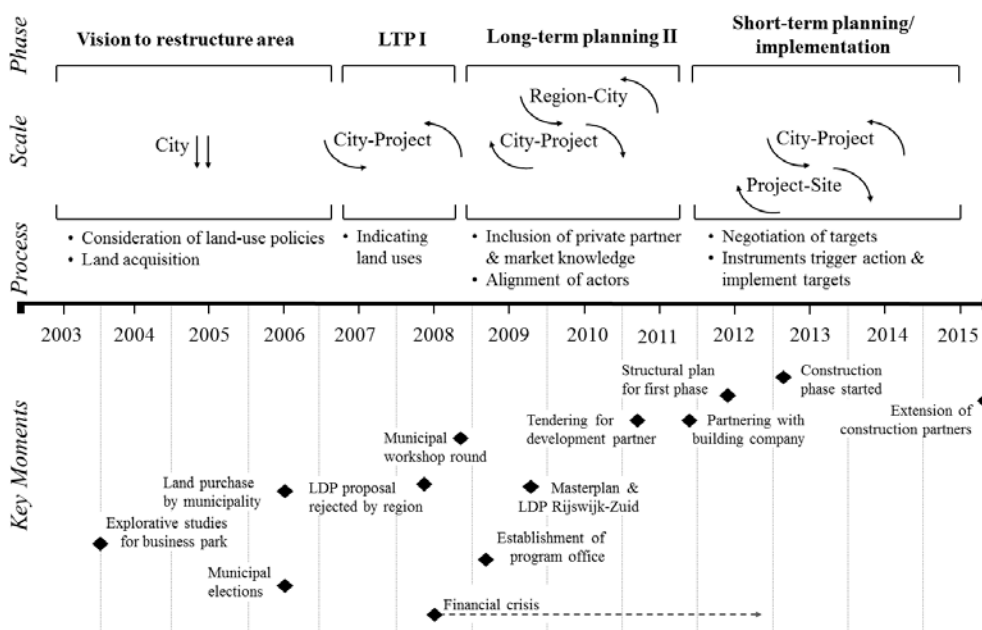 Phase
Vision to restructure area
LTP I
Long-term planning II
Short-term planning/
implementation
Scale
City
City-Project
Region-City
City-Project
City-Project
Project-Site
Process
• Consideration of land-use policies
• Land acquisition
• Indicating
land uses
• Inclusion of private partner
& market knowledge
• Alignment of actors
• Negotiation of targets
• Instruments trigger action &
implement targets
2003 2004 2005 2006 2007 2008 2009 2010 2011 2012 2013 2014 2015
Key Moments
Structural plan
for first phase
Construction
phase started
Extension of
construction partners
Tendering for
development partner
Partnering with
building company
Municipal
workshop round
Land purchase
by municipality
LDP proposal
rejected by region
Masterplan &
LDP Rijswijk-Zuid
Explorative studies
for business park
Establishment of
program office
Municipal
elections
Financial crisis